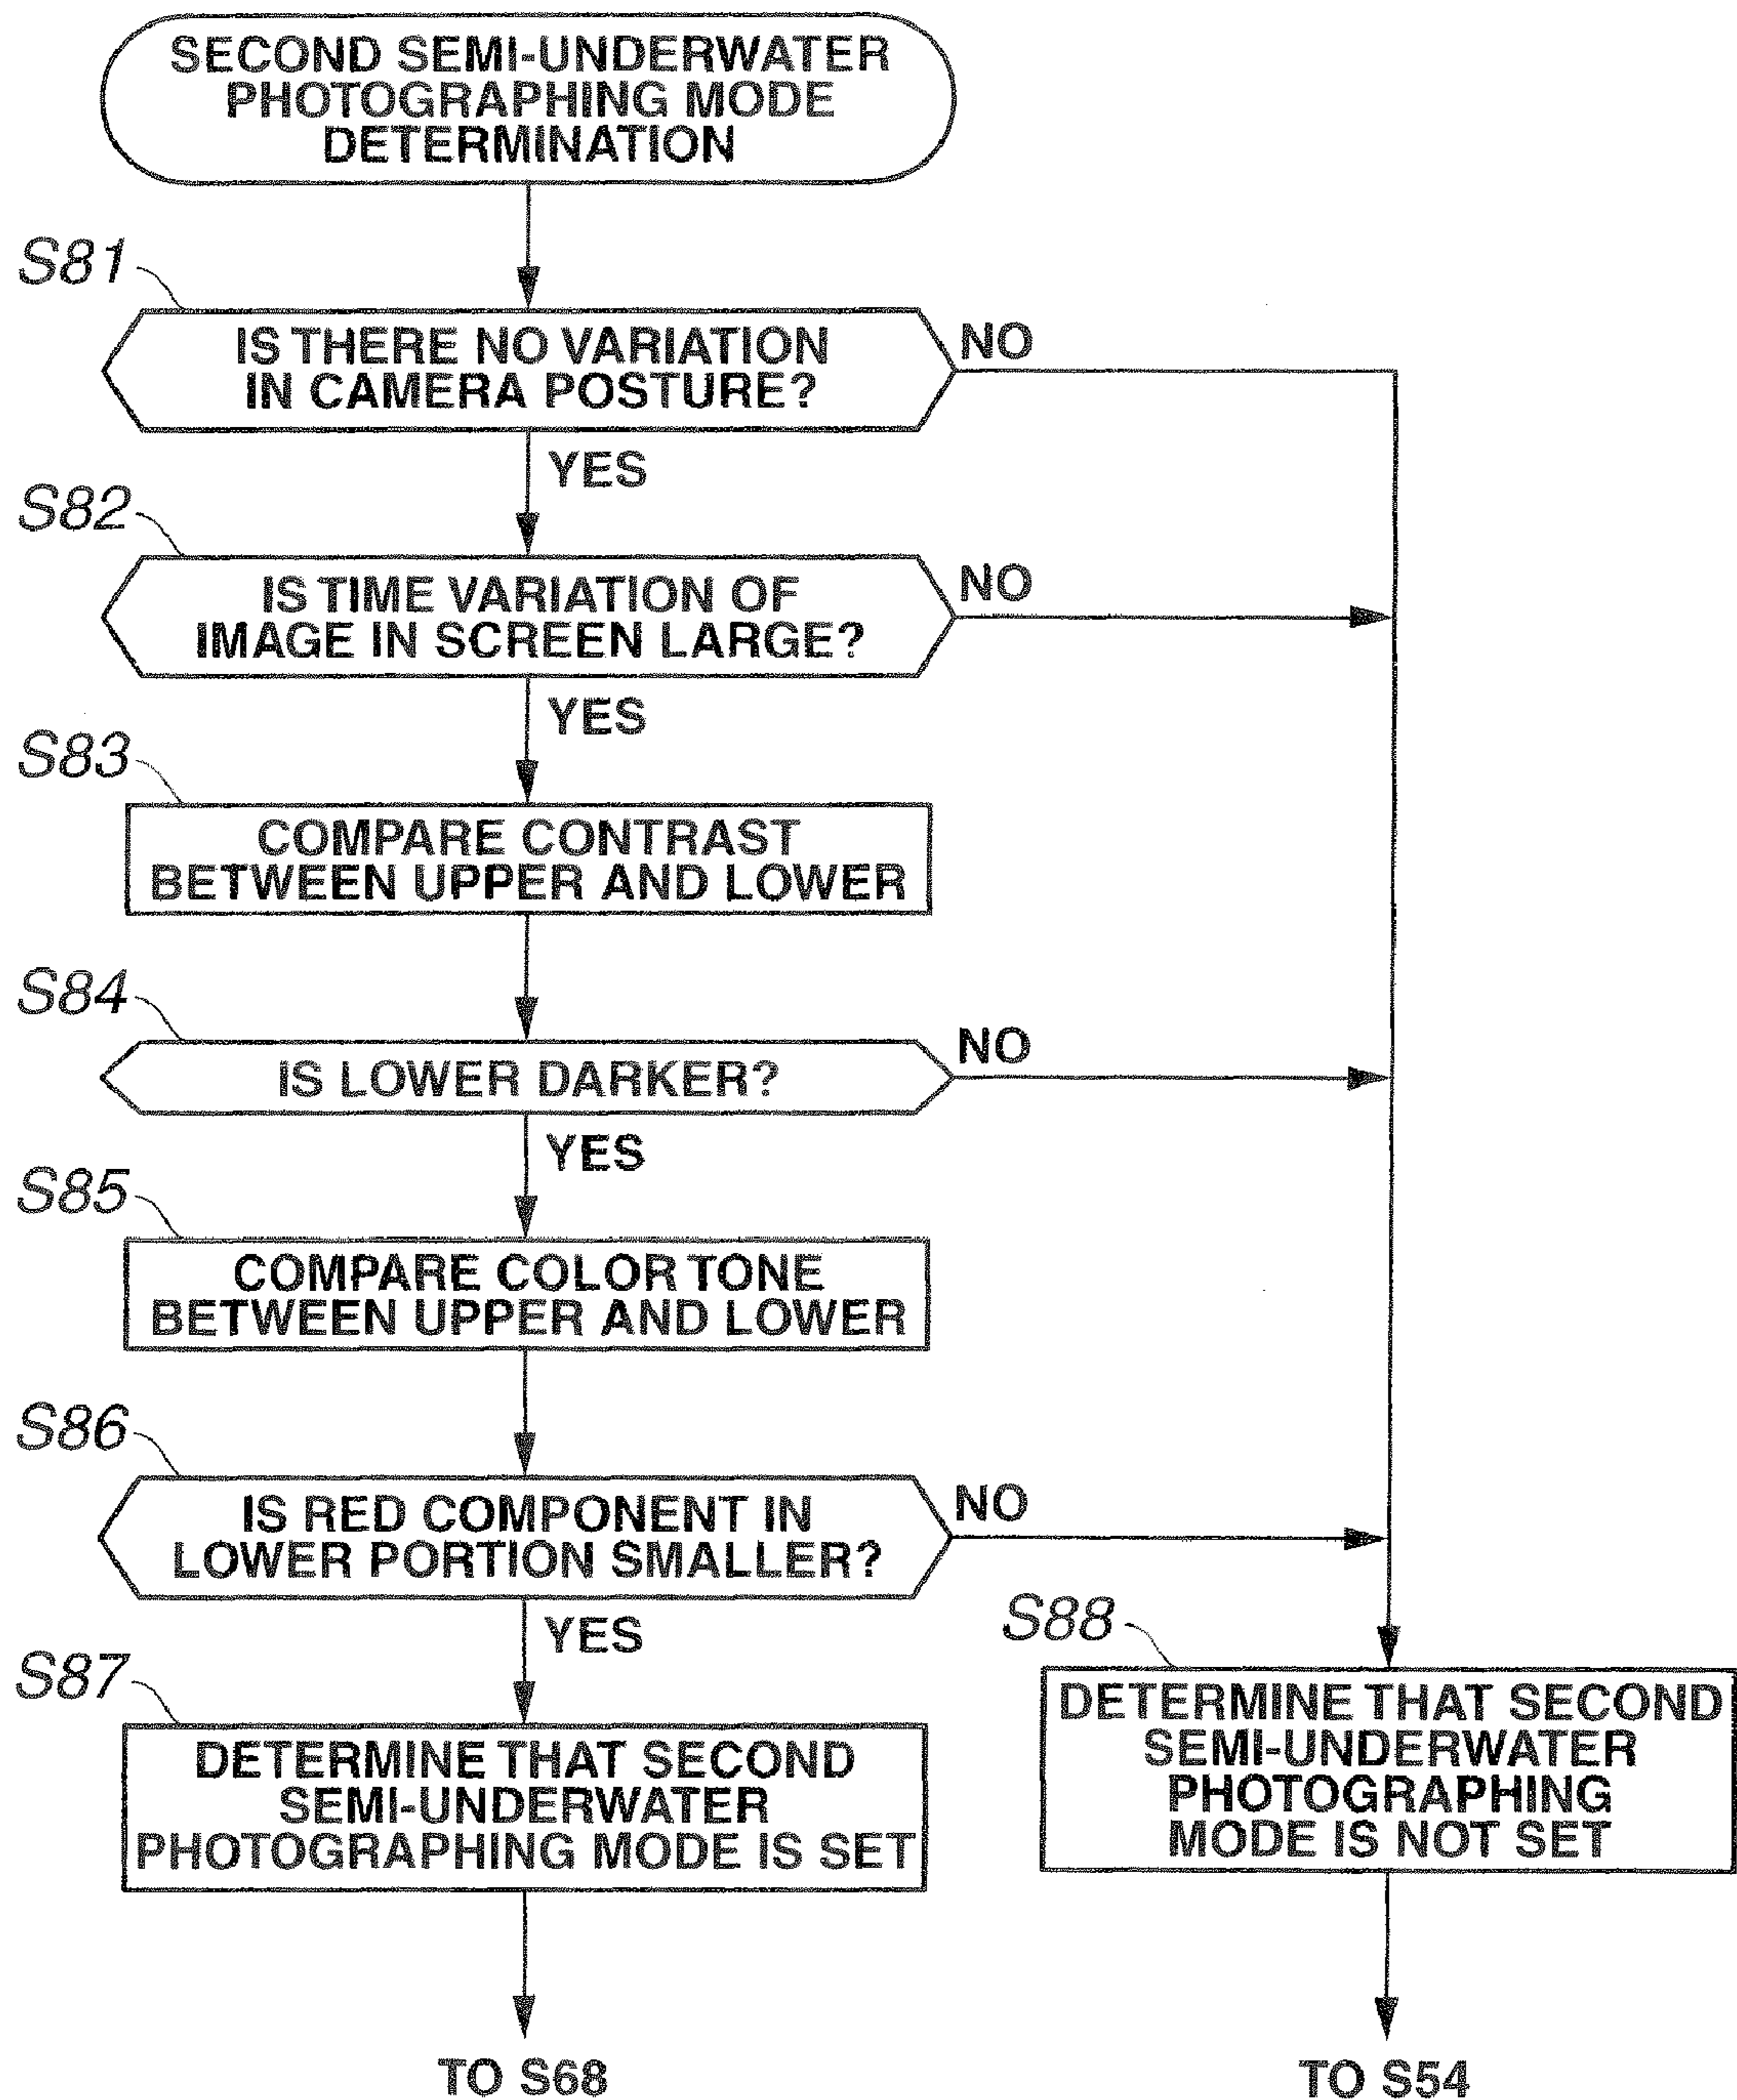 SECOND SEMI-UNDERWATER
PHOTOGRAPHING MODE
DETERMINATION
S81
IS THERE NO VARIATION
IN CAMERA POSTURE?
NO
YES
S82
IS TIME VARIATION OF
IMAGE IN SCREEN LARGE?
NO
YES
S83
COMPARE CONTRAST
BETWEEN UPPER AND LOWER
S84
IS LOWER DARKER?
NO
YES
S85
COMPARE COLOR TONE
BETWEEN UPPER AND LOWER
S86
IS RED COMPONENT IN
LOWER PORTION SMALLER?
NO
YES
S87
DETERMINE THAT SECOND
SEMI-UNDERWATER
PHOTOGRAPHING MODE IS SET
TO S68
S88
DETERMINE THAT SECOND
SEMI-UNDERWATER
PHOTOGRAPHING
MODE IS NOT SET
TO S54